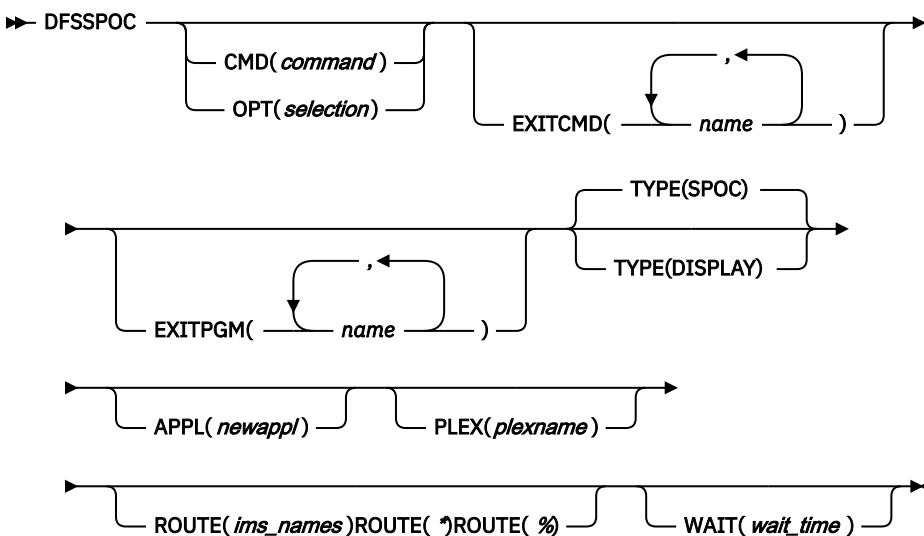 DFSSPOC
CMD(command)
OPT(selection)
,
EXITCMD( name )
TYPE(SPOC)
,
TYPE(DISPLAY)
EXITPGM( name )
APPL(newappl)
PLEX(plexname)
ROUTE(ims_names)ROUTE(*)ROUTE(%)
WAIT(wait_time)